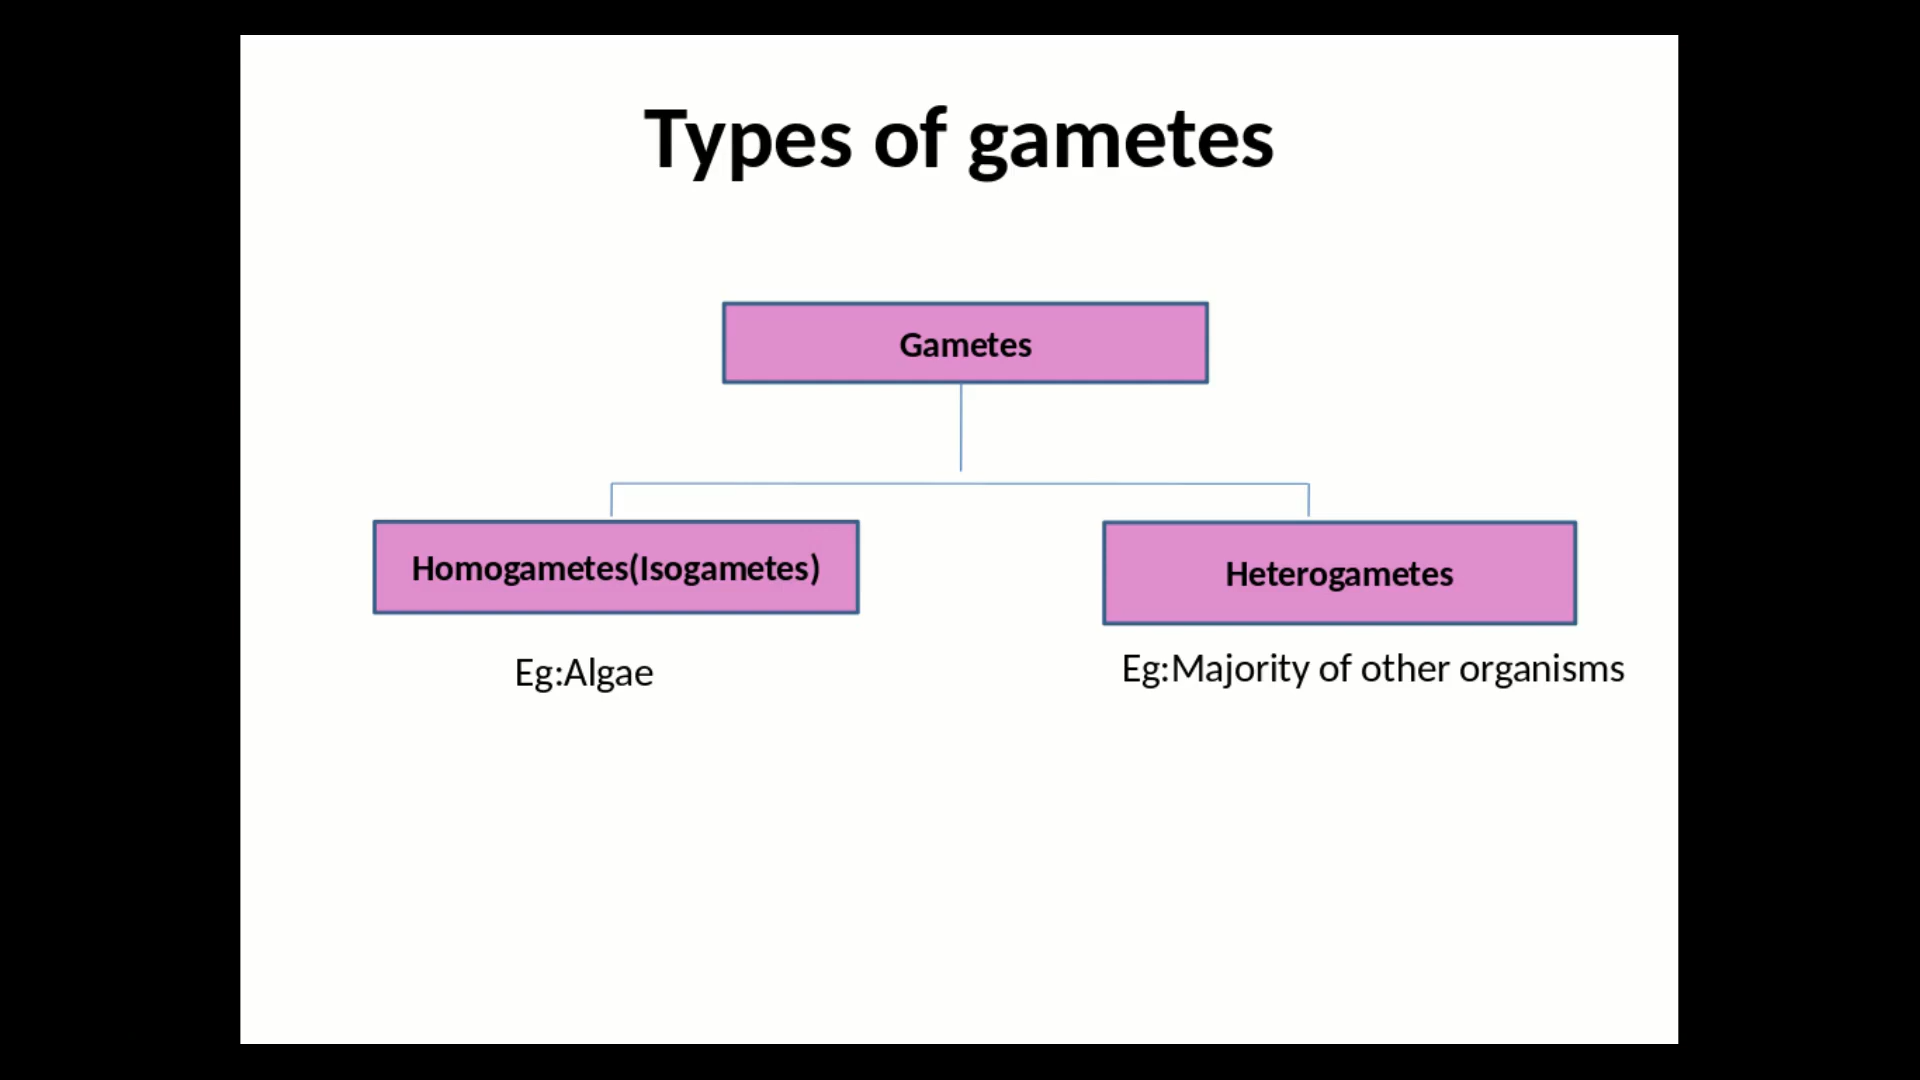 Types of gametes
Gametes
Homogametes(Isogametes)
Heterogametes
Eg:Algae
Eg:Majority of other organisms